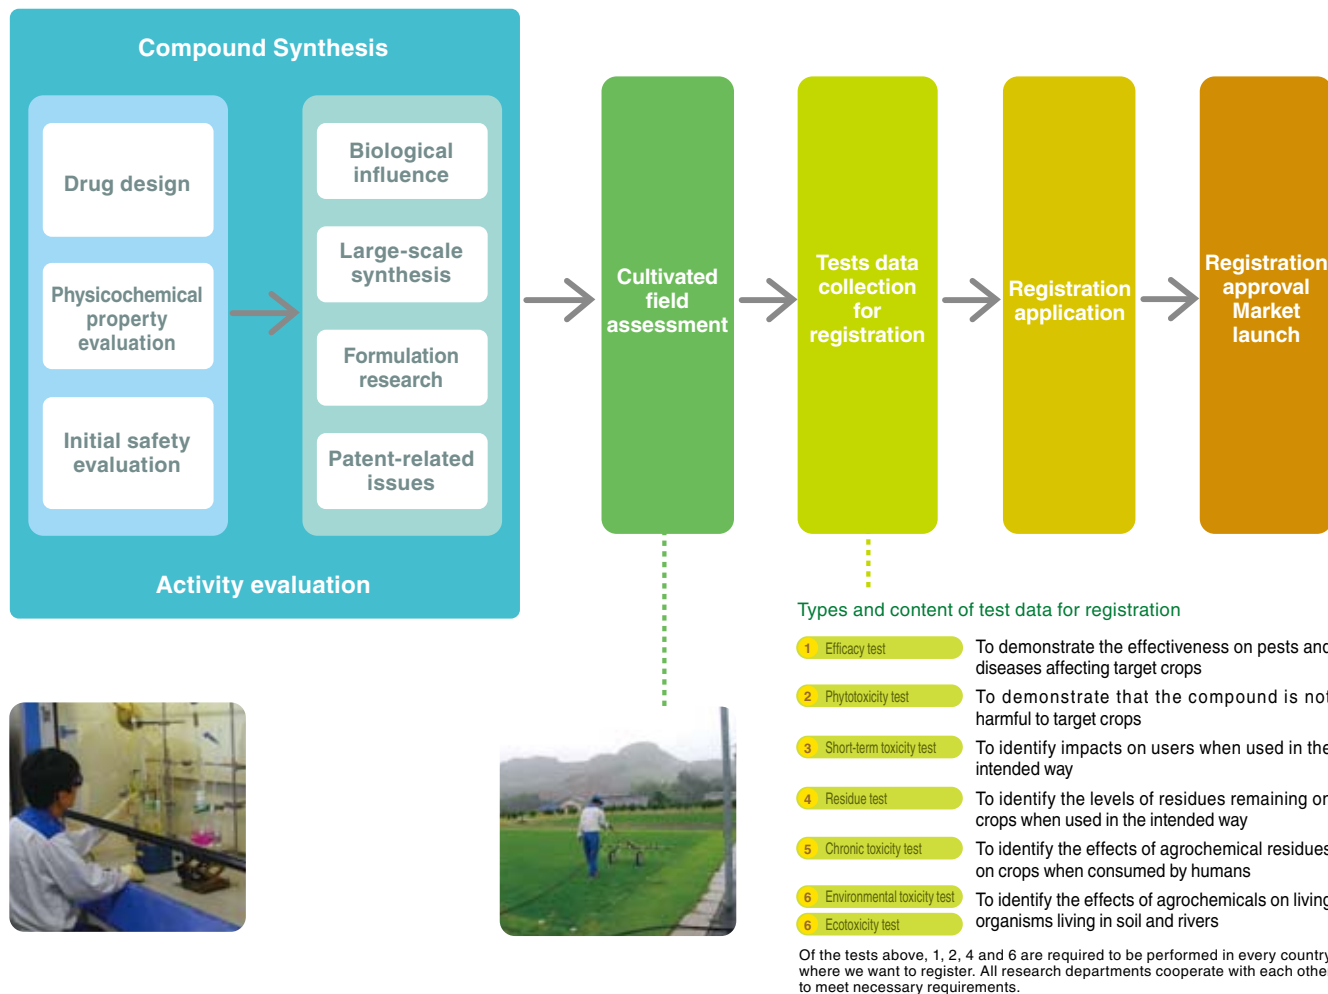 Compound Synthesis
Drug design
Physicochemical
property
evaluation
Initial safety
evaluation
Biological
influence
Large-scale
synthesis
Formulation
research
Patent-related
issues
Activity evaluation
Cultivated
field
assessment
Tests data
collection
for
registration
Registration
application
Registration
approval
Market
launch
Types and content of test data for registration
1 Efficacy test
To demonstrate the effectiveness on pests and
diseases affecting target crops
2 Phytotoxicity test
To demonstrate that the compound is not
harmful to target crops
3 Short-term toxicity test
To identify impacts on users when used in the
intended way
4 Residue test
To identify the levels of residues remaining on
crops when used in the intended way
5 Chronic toxicity test
To identify the effects of agrochemical residues
on crops when consumed by humans
6 Environmental toxicity test
6 Ecotoxicity test
To identify the effects of agrochemicals on living
organisms living in soil and rivers
Of the tests above, 1, 2, 4 and 6 are required to be performed in every country
where we want to register. All research departments cooperate with each other
to meet necessary requirements.